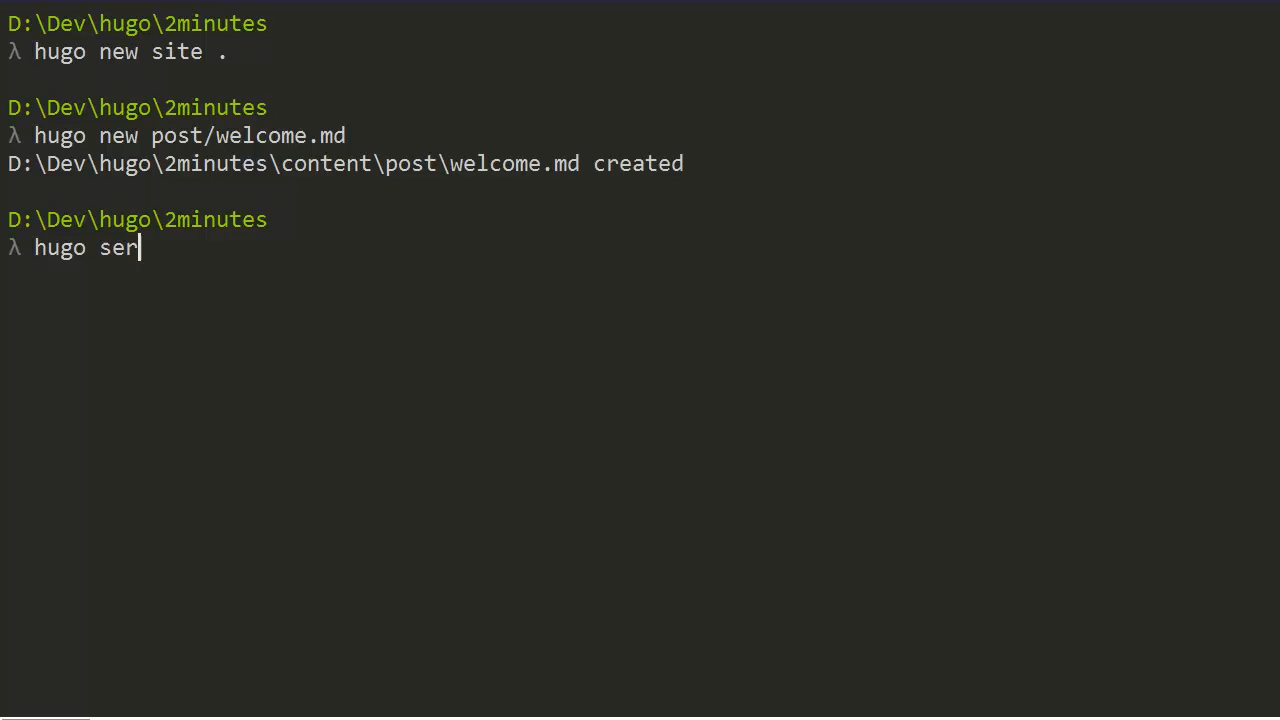 D:\Dev\hugo\2minutes
λ hugo new site .
D:\Dev\hugo\2minutes
λ hugo new post/welcome.md
D:\Dev\hugo\2minutes\content\post\welcome.md created
D:\Dev\hugo\2minutes
λ hugo ser